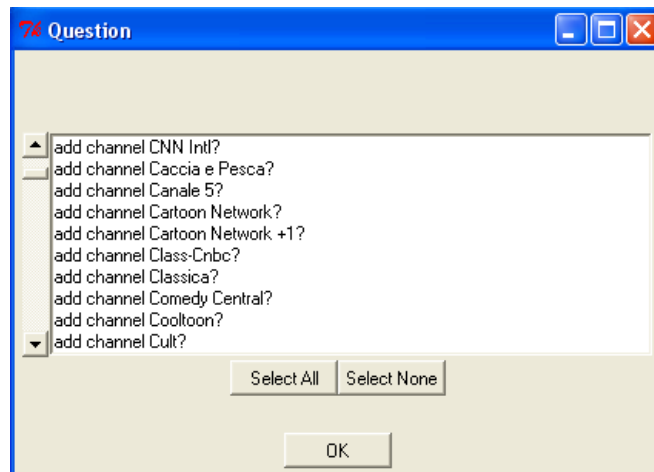 Question
add channel CNN Intl?
add channel Caccia e Pesca?
add channel Canale 5?
add channel Cartoon Network?
add channel Cartoon Network +1?
add channel Class-Cnbc?
add channel Classica?
add channel Comedy Central?
add channel Cooltoon?
add channel Cult?
Select All Select None
OK